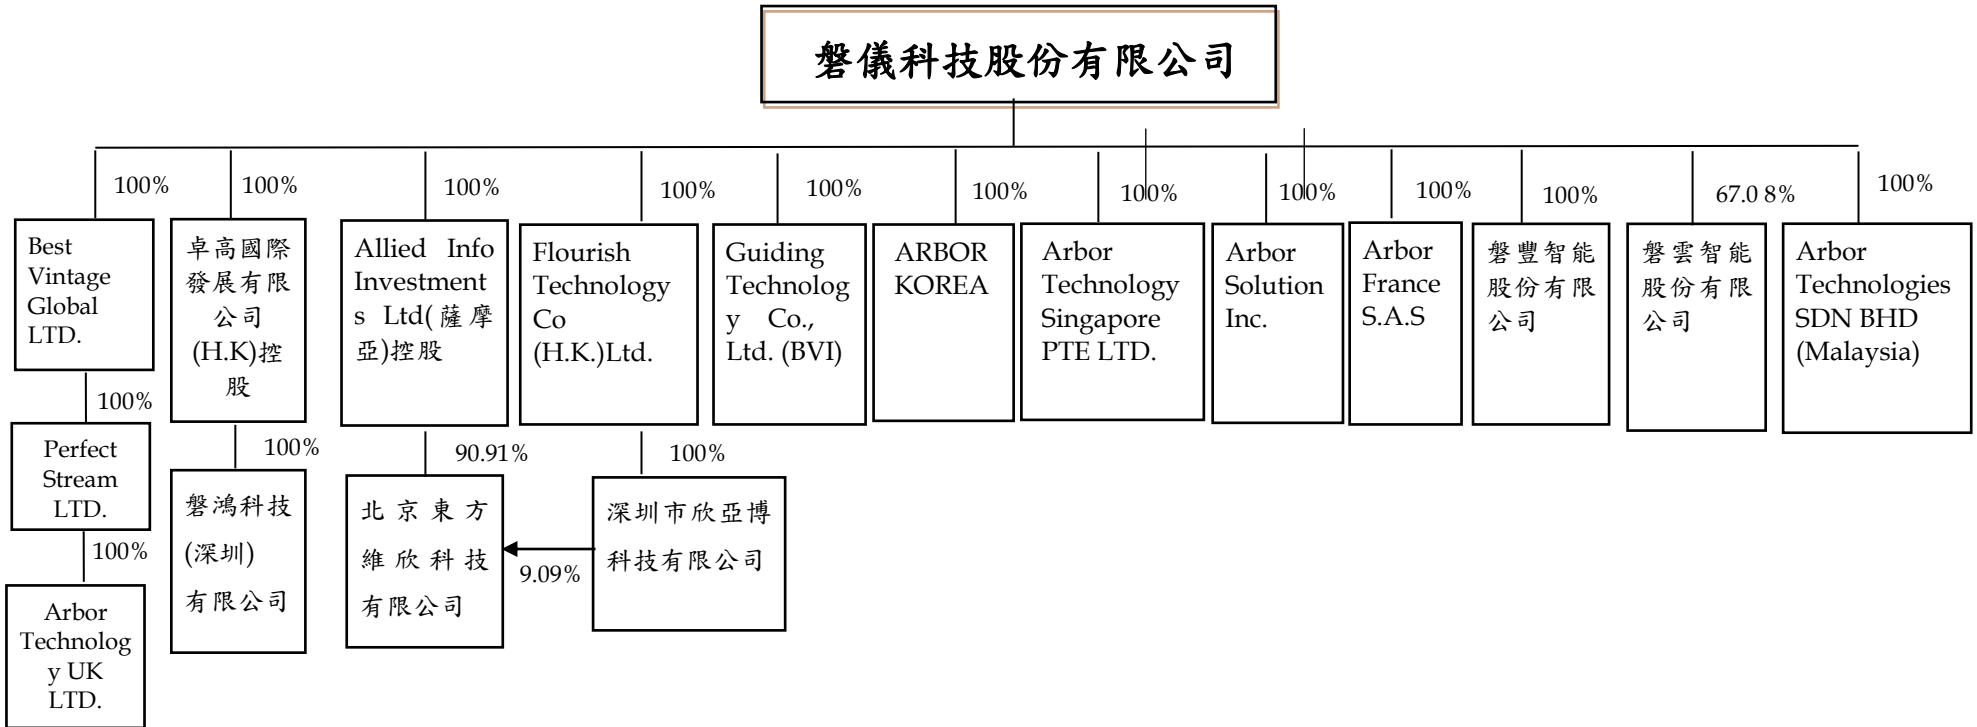 磐儀科技股份有限公司
100%
100%
100%
100%
100%
100%
100%
100%
100%
100%
67.0 8%
100%
Best
Vintage
Global
LTD.
卓高國際
發展有限
公司
(H.K)控
股
Allied Info
Investment
s Ltd(薩摩
亞)控股
Flourish
Technology
Co
(H.K.)Ltd.
Guiding
Technolog
y Co.,
Ltd. (BVI)
ARBOR
KOREA
Arbor
Technology
Singapore
PTE LTD.
Arbor
Solution
Inc.
Arbor
France
S.A.S
磐豐智能
股份有限
公司
磐雲智能
股份有限
公司
Arbor
Technologies
SDN BHD
(Malaysia)
100%
100%
90.91%
100%
Perfect
Stream
LTD.
磐鴻科技
(深圳)
有限公司
北京東方
維欣科技
有限公司
深圳市欣亞博
科技有限公司
9.09%
100%
Arbor
Technolog
y UK
LTD.